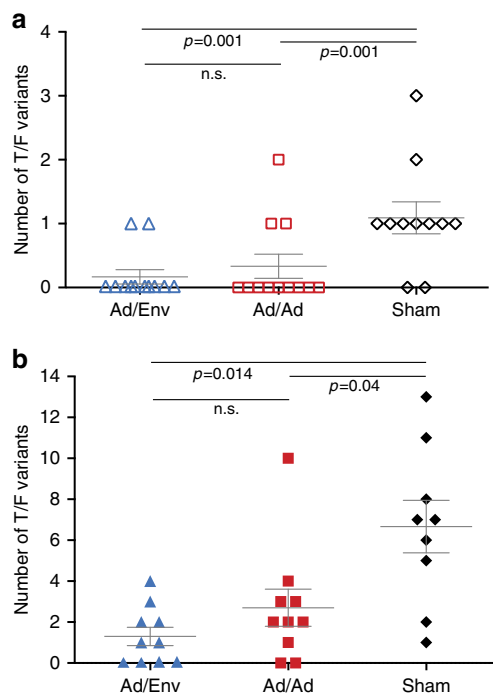 a
4
3
2
1
0
Number of T/F variants
p=0.001
p=0.001
n.s.
Ad/Env
Ad/Ad
Sham
b
14
12
10
8
6
4
2
0
Number of T/F variants
p=0.014
p=0.04
n.s.
Ad/Env
Ad/Ad
Sham